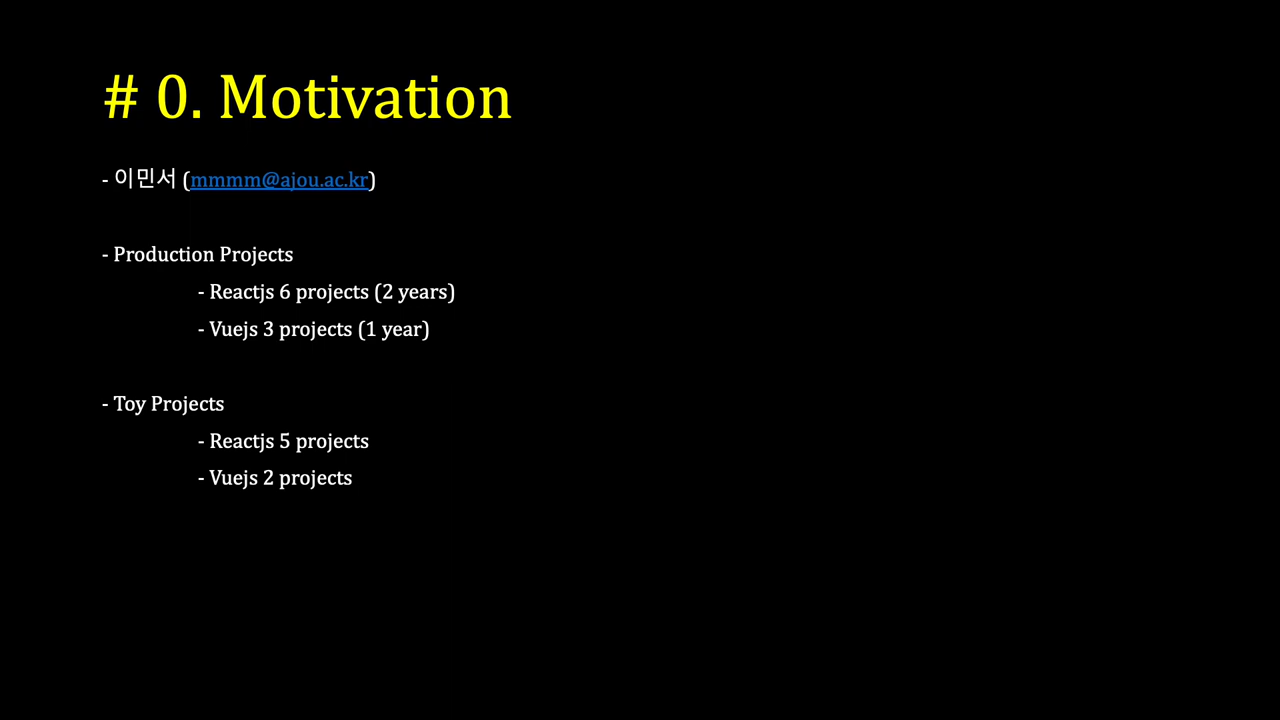 # 0. Motivation
- 이민서 (mmmm@ajou.ac.kr)
- Production Projects
- Reactjs 6 projects (2 years)
- Vuejs 3 projects (1 year)
- Toy Projects
- Reactjs 5 projects
- Vuejs 2 projects